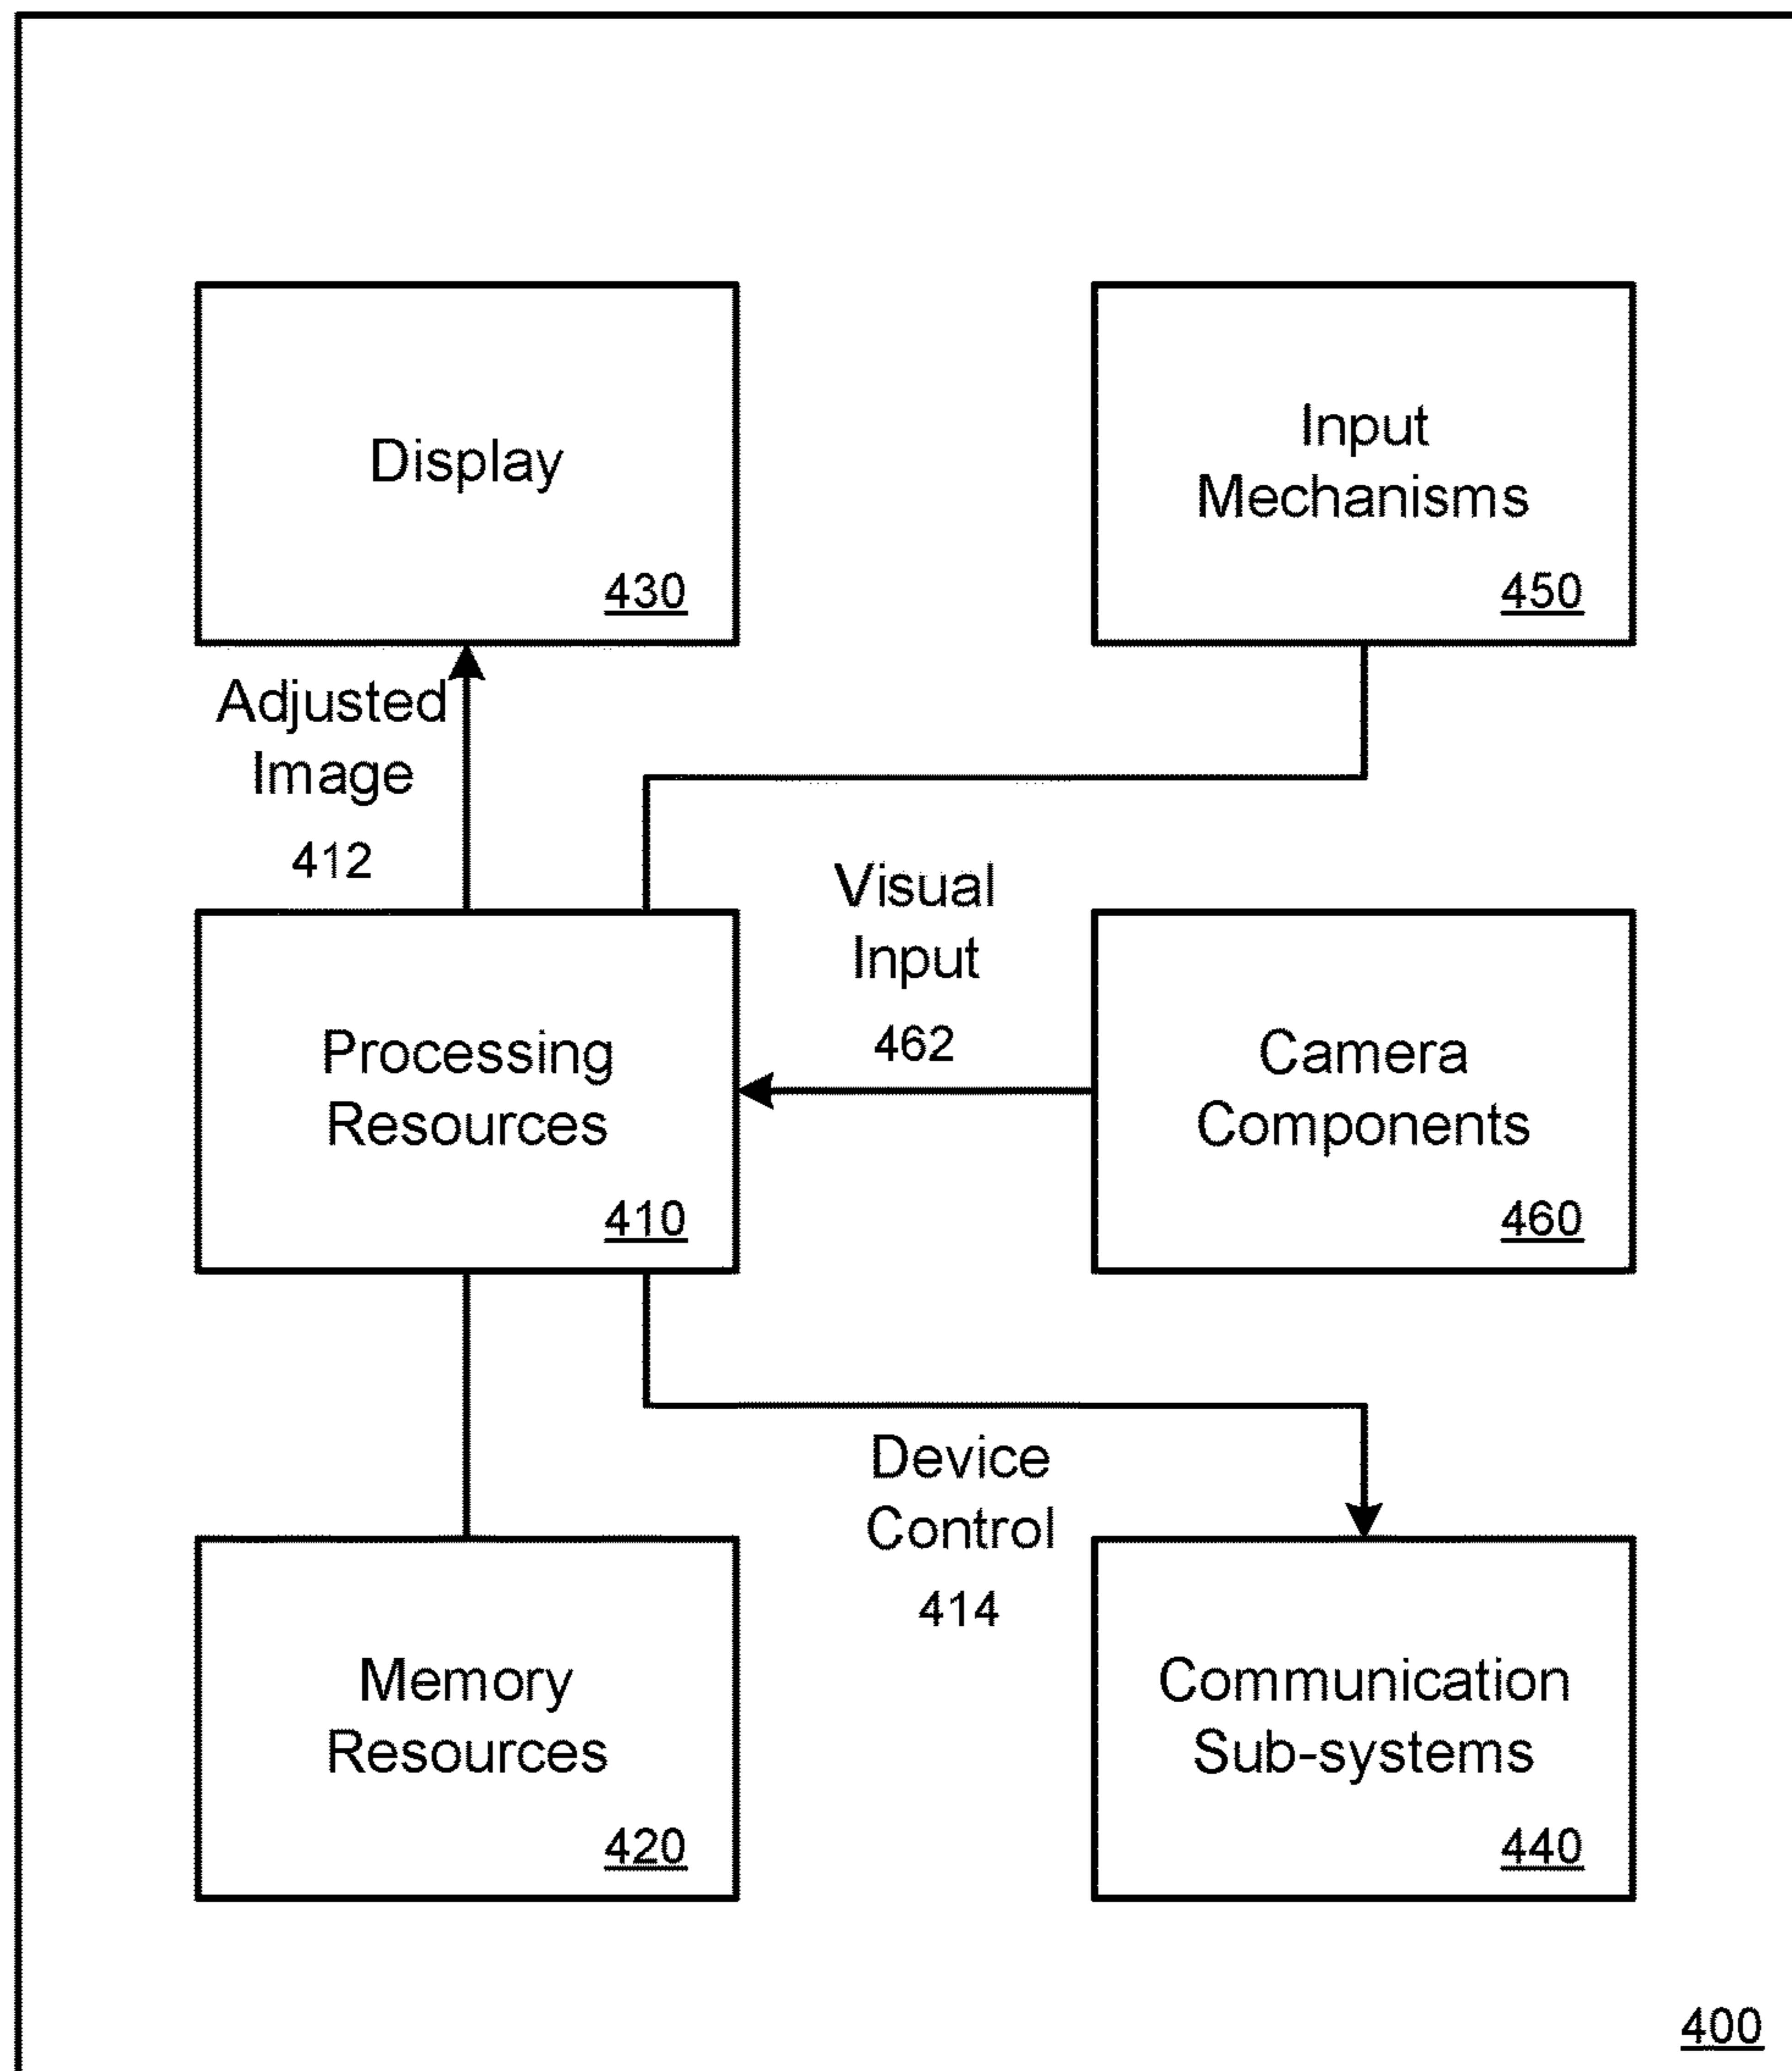 Display
430
Input
Mechanisms
450
Adjusted
Image
412
Visual
Input
462
Processing
Resources
410
Camera
Components
460
Device
Control
414
Memory
Resources
420
Communication
Sub-systems
440
400